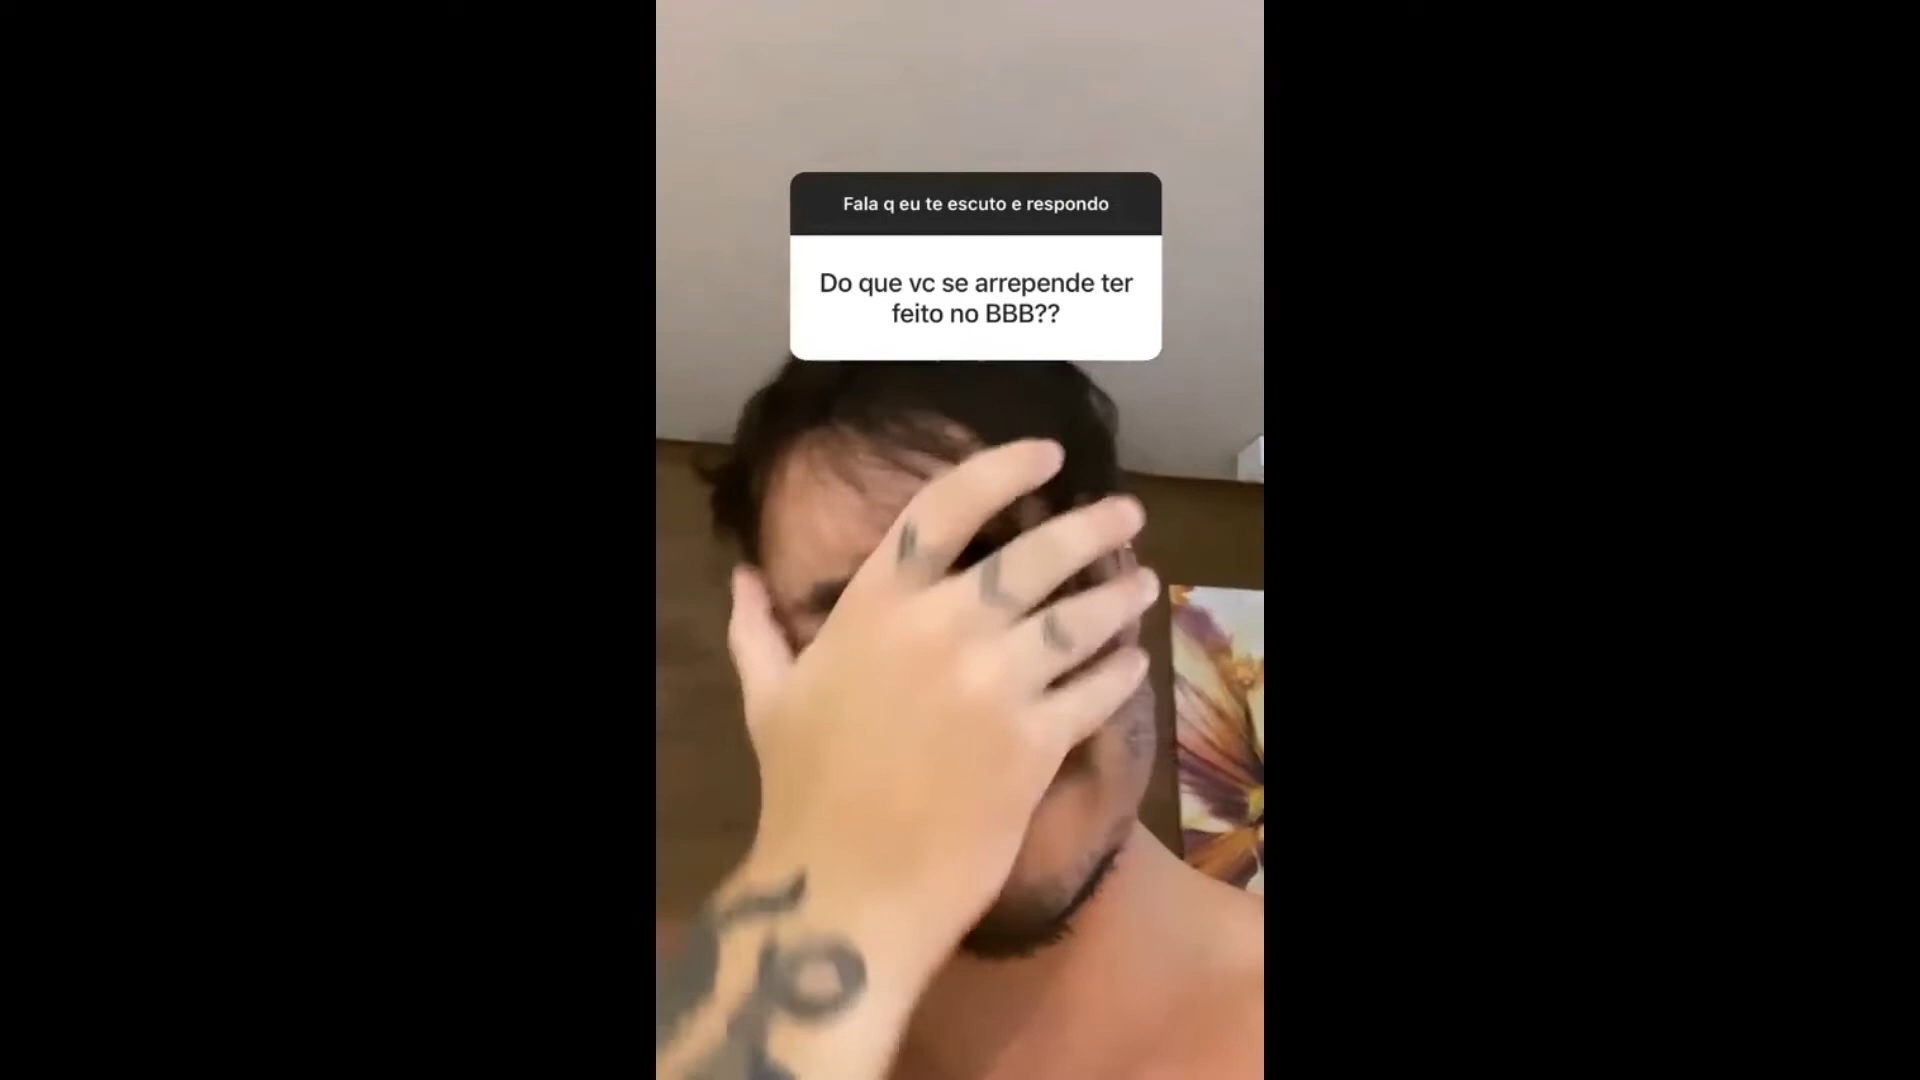 Fala q eu te escuto e respondo
Do que vc se arrepende ter
feito no BBB??